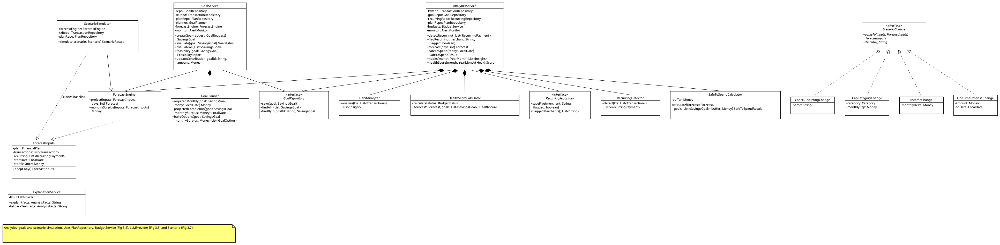 GoalService
-repo: GoalRepository
-txRepo: TransactionRepository
-planRepo: PlanRepository
-planner: GoalPlanner
-forecastEngine: ForecastEngine
-monitor: AlertMonitor
+createGoal(request: GoalRequest)
SavingsGoal
+evaluate(goal: SavingsGoal) GoalStatus
+evaluateAll() List<SavingsGoal>
+feasibility(goal: SavingsGoal)
FeasibilityReport
+updateContribution(goalId: String,
amount: Money)
AnalyticsService
-txRepo: TransactionRepository
-goalRepo: GoalRepository
-recurringRepo: RecurringRepository
-planRepo: PlanRepository
-budgets: BudgetService
-monitor: AlertMonitor
+detectRecurring() List<RecurringPayment>
+flagRecurring(merchant: String,
flagged: boolean)
+forecast(days: int) Forecast
+safeToSpend(today: LocalDate)
SafeToSpendResult
+habits(month: YearMonth) List<Insight>
+healthScore(month: YearMonth) HealthScore
ScenarioSimulator
-forecastEngine: ForecastEngine
-txRepo: TransactionRepository
-planRepo: PlanRepository
+simulate(scenario: Scenario) ScenarioResult
«interface»
ScenarioChange
+applyTo(inputs: ForecastInputs)
ForecastInputs
+describe() String
clones baseline
ForecastEngine
+project(inputs: ForecastInputs,
days: int) Forecast
+monthlySurplus(inputs: ForecastInputs)
Money
GoalPlanner
+requiredMonthly(goal: SavingsGoal,
today: LocalDate) Money
+projectedCompletion(goal: SavingsGoal,
monthlySurplus: Money) LocalDate
+buildOptions(goal: SavingsGoal,
monthlySurplus: Money) List<GoalOption>
«interface»
GoalRepository
+save(goal: SavingsGoal)
+findAll() List<SavingsGoal>
+findById(goalId: String) SavingsGoal
HabitAnalyzer
+analyze(txs: List<Transaction>)
List<Insight>
HealthScoreCalculator
+calculate(status: BudgetStatus,
forecast: Forecast, goals: List<SavingsGoal>) HealthScore
«interface»
RecurringRepository
+saveFlag(merchant: String,
flagged: boolean)
+flaggedMerchants() List<String>
RecurringDetector
+detect(txs: List<Transaction>)
List<RecurringPayment>
SafeToSpendCalculator
-buffer: Money
+calculate(forecast: Forecast,
goals: List<SavingsGoal>, buffer: Money) SafeToSpendResult
CancelRecurringChange
-name: String
CapCategoryChange
-category: Category
-monthlyCap: Money
IncomeChange
-monthlyDelta: Money
OneTimeExpenseChange
-amount: Money
-onDate: LocalDate
ForecastInputs
-plan: FinancialPlan
-transactions: List<Transaction>
-recurring: List<RecurringPayment>
-startDate: LocalDate
-startBalance: Money
+deepCopy() ForecastInputs
ExplanationService
-llm: LLMProvider
+explain(facts: AnalysisFacts) String
-fallbackText(facts: AnalysisFacts) String
Analytics, goals and scenario simulation. Uses PlanRepository, BudgetService (Fig 3.2), LLMProvider (Fig 3.5) and Scenario (Fig 3.7).